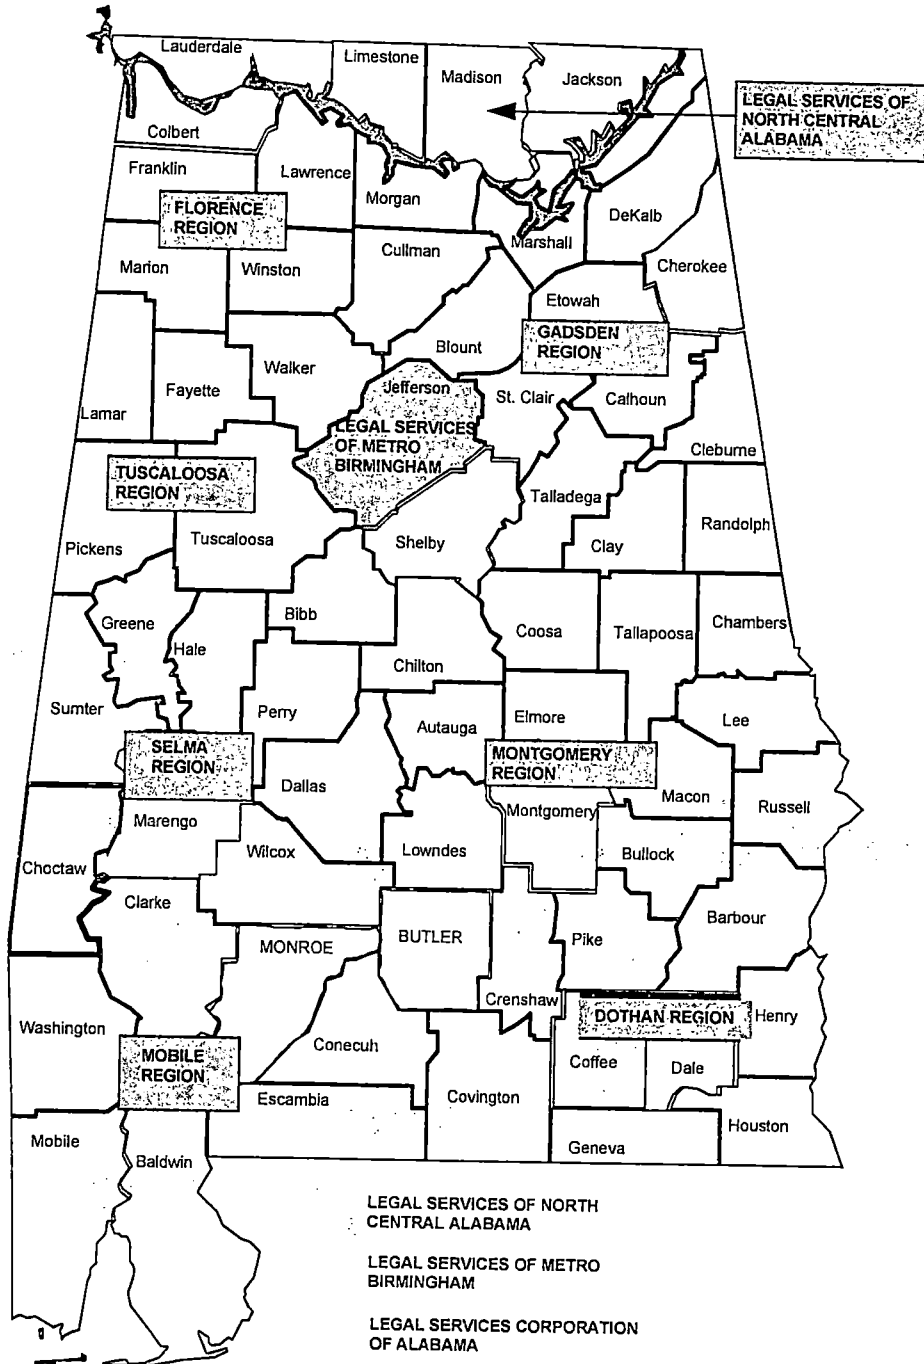 Lauderdale
Limestone
Madison
Jackson
LEGAL SERVICES OF
NORTH CENTRAL
ALABAMA
Colbert
Franklin
Lawrence
Morgan
FLORENCE
REGION
Marshall
DeKalb
Cherokee
Marion
Winston
Cullman
Etowah
GADSDEN
REGION
Blount
Walker
Fayette
Lamar
Jefferson
St. Clair
Calhoun
LEGAL SERVICES
OF METRO
BIRMINGHAM
Cleburne
TUSCALOOSA
REGION
Talladega
Randolph
Pickens
Tuscaloosa
Shelby
Clay
Greene
Hale
Bibb
Coosa
Tallapoosa
Chambers
Chilton
Sumter
Perry
Autauga
Elmore
Lee
SELMA
REGION
MONTGOMERY
REGION
Dallas
Macon
Russell
Marengo
Montgomery
Wilcox
Lowndes
Bullock
Choctaw
Clarke
Barbour
MONROE
BUTLER
Pike
Crenshaw
Washington
DOTHAN REGION
Henry
MOBILE
REGION
Conecuh
Coffee
Dale
Escambia
Covington
Houston
Mobile
Geneva
Baldwin
LEGAL SERVICES OF NORTH
CENTRAL ALABAMA
LEGAL SERVICES OF METRO
BIRMINGHAM
LEGAL SERVICES CORPORATION
OF ALABAMA